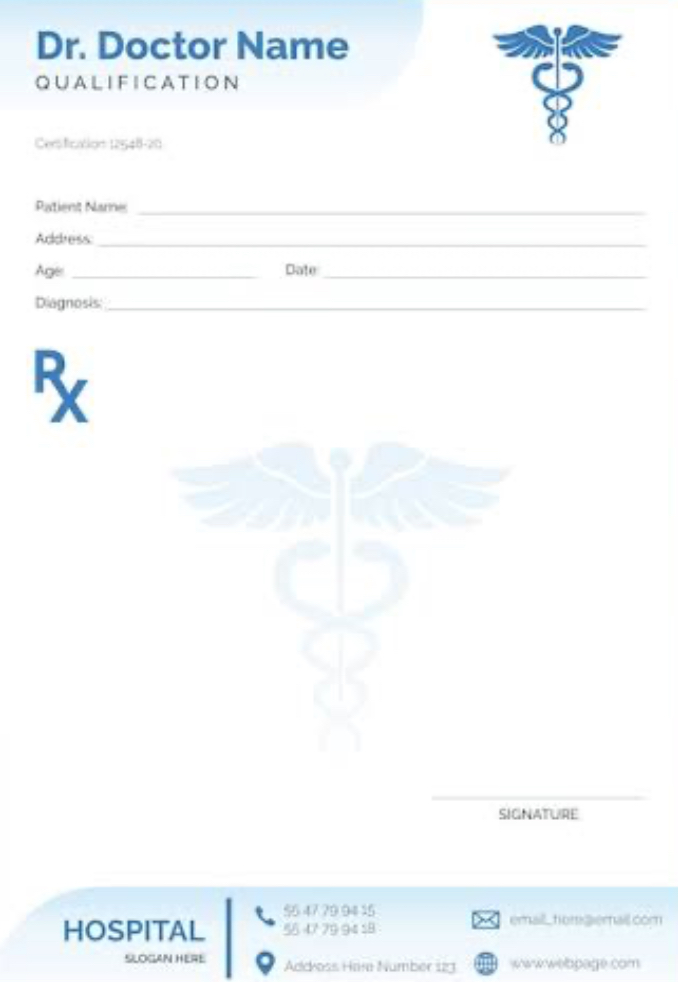 Dr. Doctor Name
QUALIFICATION
Certification 12548-20
Patient Name:
Address:
Age: Date:
Diagnosis:
Rx
SIGNATURE
HOSPITAL
SLOGAN HERE
55 47 79 94 15
55 47 79 94 18
Address Here Number 123
email_here@email.com
www.webpage.com